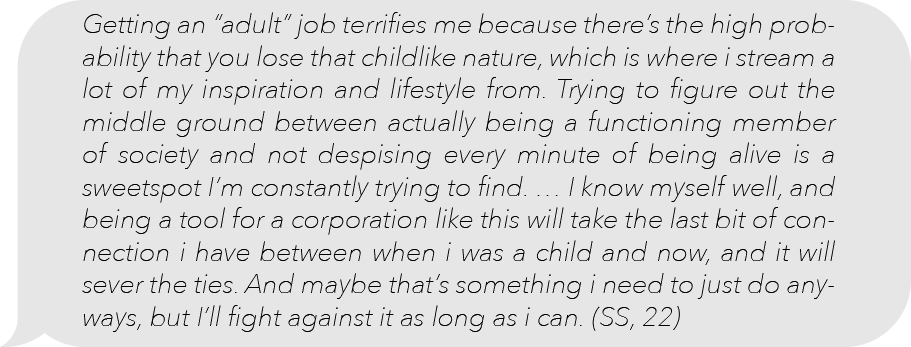 Getting an “adult” job terrifies me because there’s the high prob-
ability that you lose that childlike nature, which is where i stream a
lot of my inspiration and lifestyle from. Trying to figure out the
middle ground between actually being a functioning member
of society and not despising every minute of being alive is a
sweetspot I’m constantly trying to find. … I know myself well, and
being a tool for a corporation like this will take the last bit of con-
nection i have between when i was a child and now, and it will
sever the ties. And maybe that’s something i need to just do any-
ways, but I’ll fight against it as long as i can. (SS, 22)